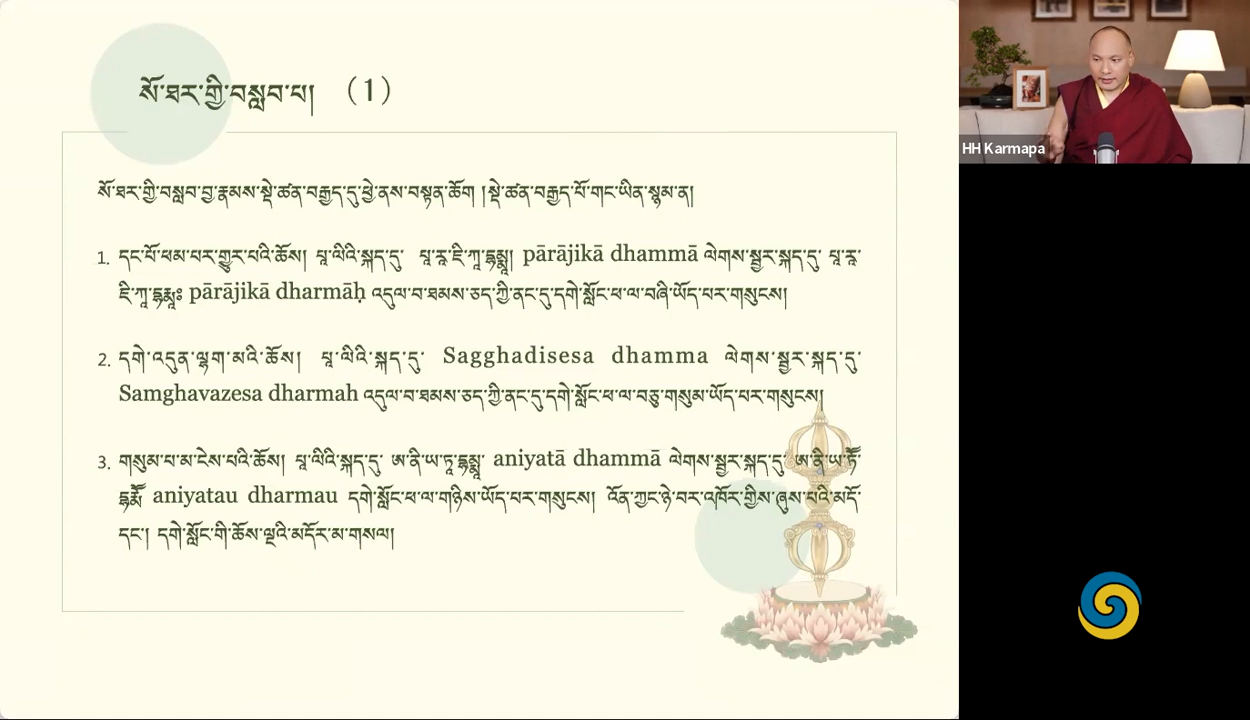 སོ་ཐར་གྱི་བསླབ་པ། (1)
སོ་ཐར་གྱི་བསླབ་བྱ་རྣམས་སྡེ་ཚན་བརྒྱད་དུ་ཕྱེ་ནས་བསྟན་ཆོག །སྡེ་ཚན་བརྒྱད་པོ་གང་ཡིན་སྙམ་ན།
1. དང་པོ་ཕམ་པར་གྱུར་པའི་ཆོས། པཱ་ལིའི་སྐད་དུ་ པཱ་རཱ་ཇི་ཀཱ་དྷམྨཱ། pārājikā dhammā ལེགས་སྦྱར་སྐད་དུ་ པཱ་རཱ་
ཇི་ཀཱ་དྷརྨཱཿ pārājikā dharmāḥ འདུལ་བ་ཐམས་ཅད་ཀྱི་ནང་དུ་དགེ་སློང་ཕ་ལ་བཞི་ཡོད་པར་གསུངས།
2. དགེ་འདུན་ལྷག་མའི་ཆོས། པཱ་ལིའི་སྐད་དུ་ Sagghadisesa dhamma ལེགས་སྦྱར་སྐད་དུ་
Samghavazesa dharmah འདུལ་བ་ཐམས་ཅད་ཀྱི་ནང་དུ་དགེ་སློང་ཕ་ལ་བཅུ་གསུམ་ཡོད་པར་གསུངས།
3. གསུམ་པ་མ་ངེས་པའི་ཆོས། པཱ་ལིའི་སྐད་དུ་ ཨ་ནི་ཡ་ཏཱ་དྷམྨཱ་ aniyatā dhammā ལེགས་སྦྱར་སྐད་དུ་ ཨ་ནི་ཡ་ཏཽ་
དྷརྨཽ aniyatau dharmau དགེ་སློང་ཕ་ལ་གཉིས་ཡོད་པར་གསུངས། འོན་ཀྱང་ཉེ་བར་འཁོར་གྱིས་ཞུས་པའི་མདོ་
དང་། དགེ་སློང་གི་ཆོས་ལྔའི་མདོར་མ་གསལ།
HH Karmapa